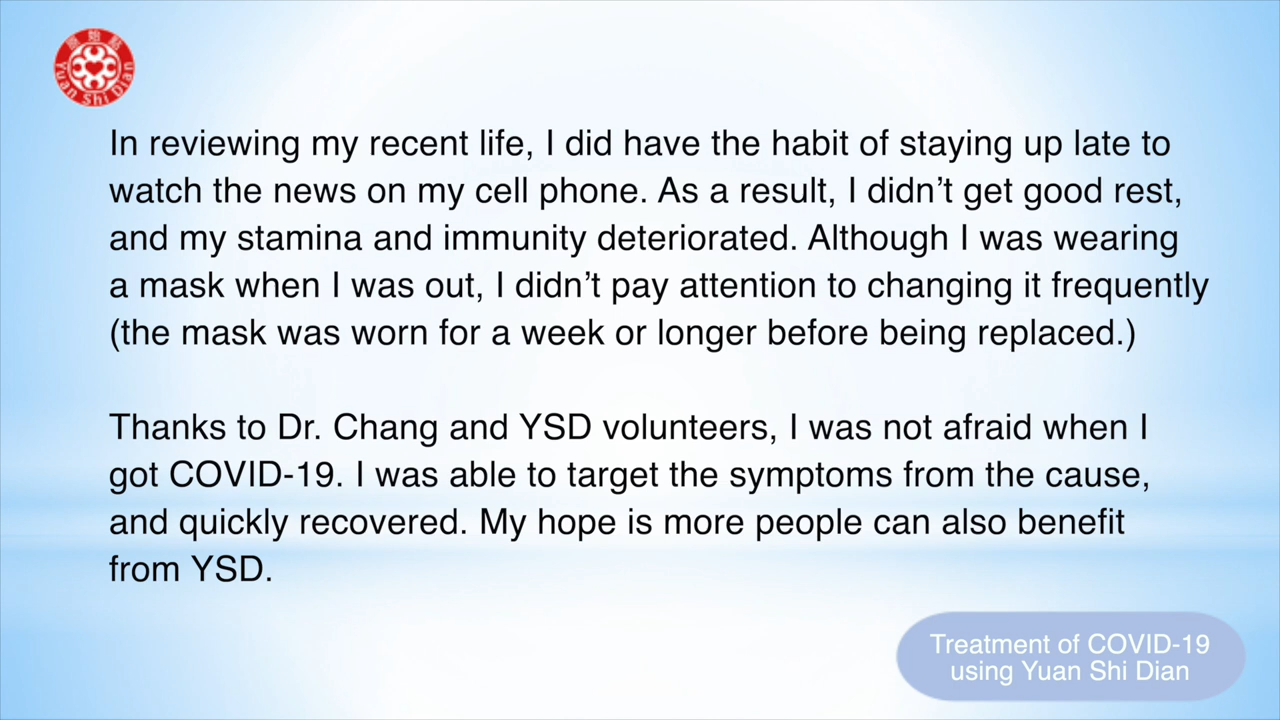 原始點
Yuan Shi Dian
In reviewing my recent life, I did have the habit of staying up late to
watch the news on my cell phone. As a result, I didn’t get good rest,
and my stamina and immunity deteriorated. Although I was wearing
a mask when I was out, I didn’t pay attention to changing it frequently
(the mask was worn for a week or longer before being replaced.)
Thanks to Dr. Chang and YSD volunteers, I was not afraid when I
got COVID-19. I was able to target the symptoms from the cause,
and quickly recovered. My hope is more people can also benefit
from YSD.
Treatment of COVID-19
using Yuan Shi Dian